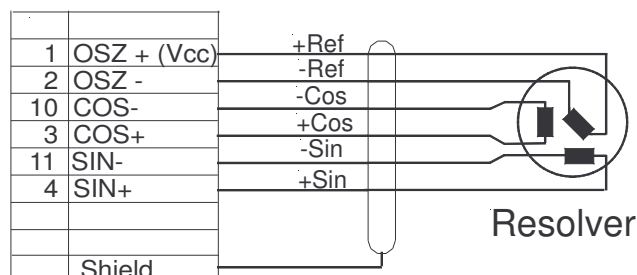 1 OSZ + (Vcc) +Ref
2 OSZ - -Ref
10 COS- -Cos
3 COS+ +Cos
11 SIN- -Sin
4 SIN+ +Sin
Resolver
Shield